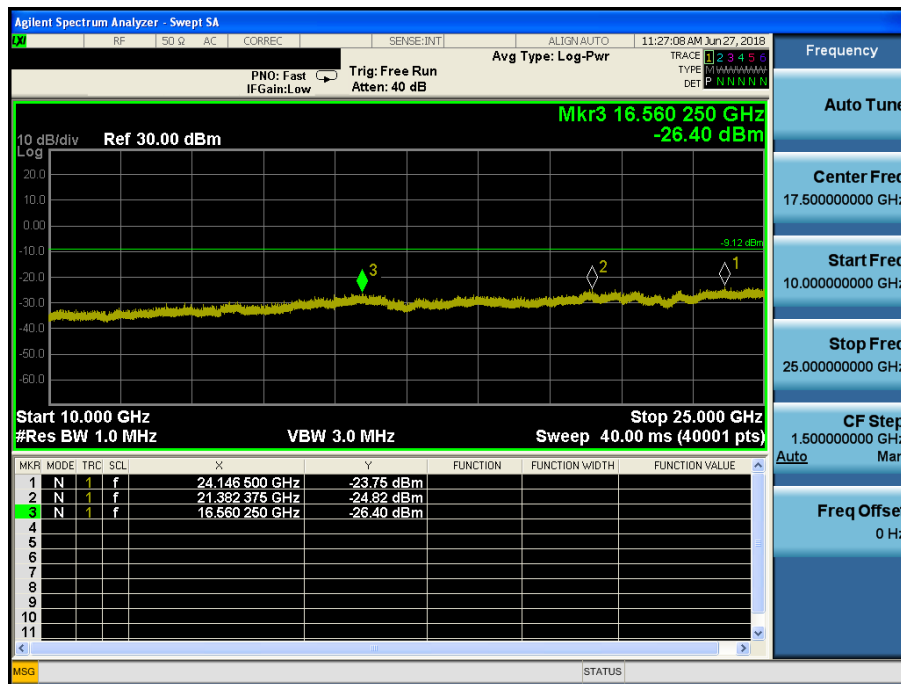 Agilent Spectrum Analyzer - Swept SA
LXI RF 50 Ω AC CORREC SENSE:INT ALIGN AUTO 11:27:08 AM Jun 27, 2018
PNO: Fast
IFGain:Low
Trig: Free Run
Atten: 40 dB
Avg Type: Log-Pwr
TRACE 1 2 3 4 5 6
TYPE M WWWWW
DET P N N N N N
Mkr3 16.560 250 GHz
-26.40 dBm
10 dB/div Ref 30.00 dBm
Log
20.0
10.0
0.00
-10.0
-20.0
-30.0
-40.0
-50.0
-60.0
-9.12 dBm
3
2
1
Start 10.000 GHz Stop 25.000 GHz
#Res BW 1.0 MHz VBW 3.0 MHz Sweep 40.00 ms (40001 pts)
MKR MODE TRC SCL X Y FUNCTION FUNCTION WIDTH FUNCTION VALUE
1 N 1 f 24.146 500 GHz -23.75 dBm
2 N 1 f 21.382 375 GHz -24.82 dBm
3 N 1 f 16.560 250 GHz -26.40 dBm
4
5
6
7
8
9
10
11
MSG STATUS
Frequency
Auto Tune
Center Freq
17.500000000 GHz
Start Freq
10.000000000 GHz
Stop Freq
25.000000000 GHz
CF Step
1.500000000 GHz
Auto Man
Freq Offset
0 Hz